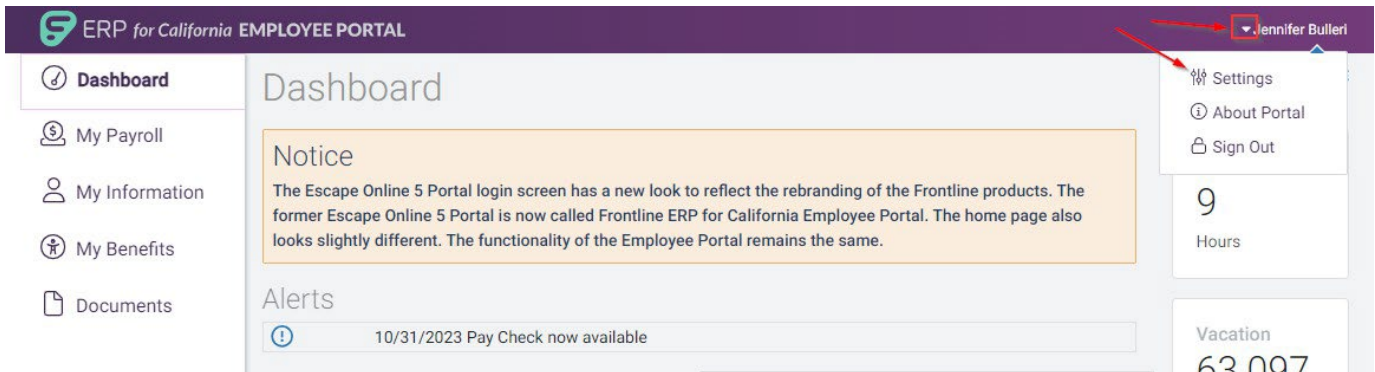 ERP for California EMPLOYEE PORTAL
Jennifer Bulleri
Dashboard
My Payroll
My Information
My Benefits
Documents
Dashboard
Notice
The Escape Online 5 Portal login screen has a new look to reflect the rebranding of the Frontline products. The
former Escape Online 5 Portal is now called Frontline ERP for California Employee Portal. The home page also
looks slightly different. The functionality of the Employee Portal remains the same.
Alerts
10/31/2023 Pay Check now available
Settings
About Portal
Sign Out
9
Hours
Vacation
63.097